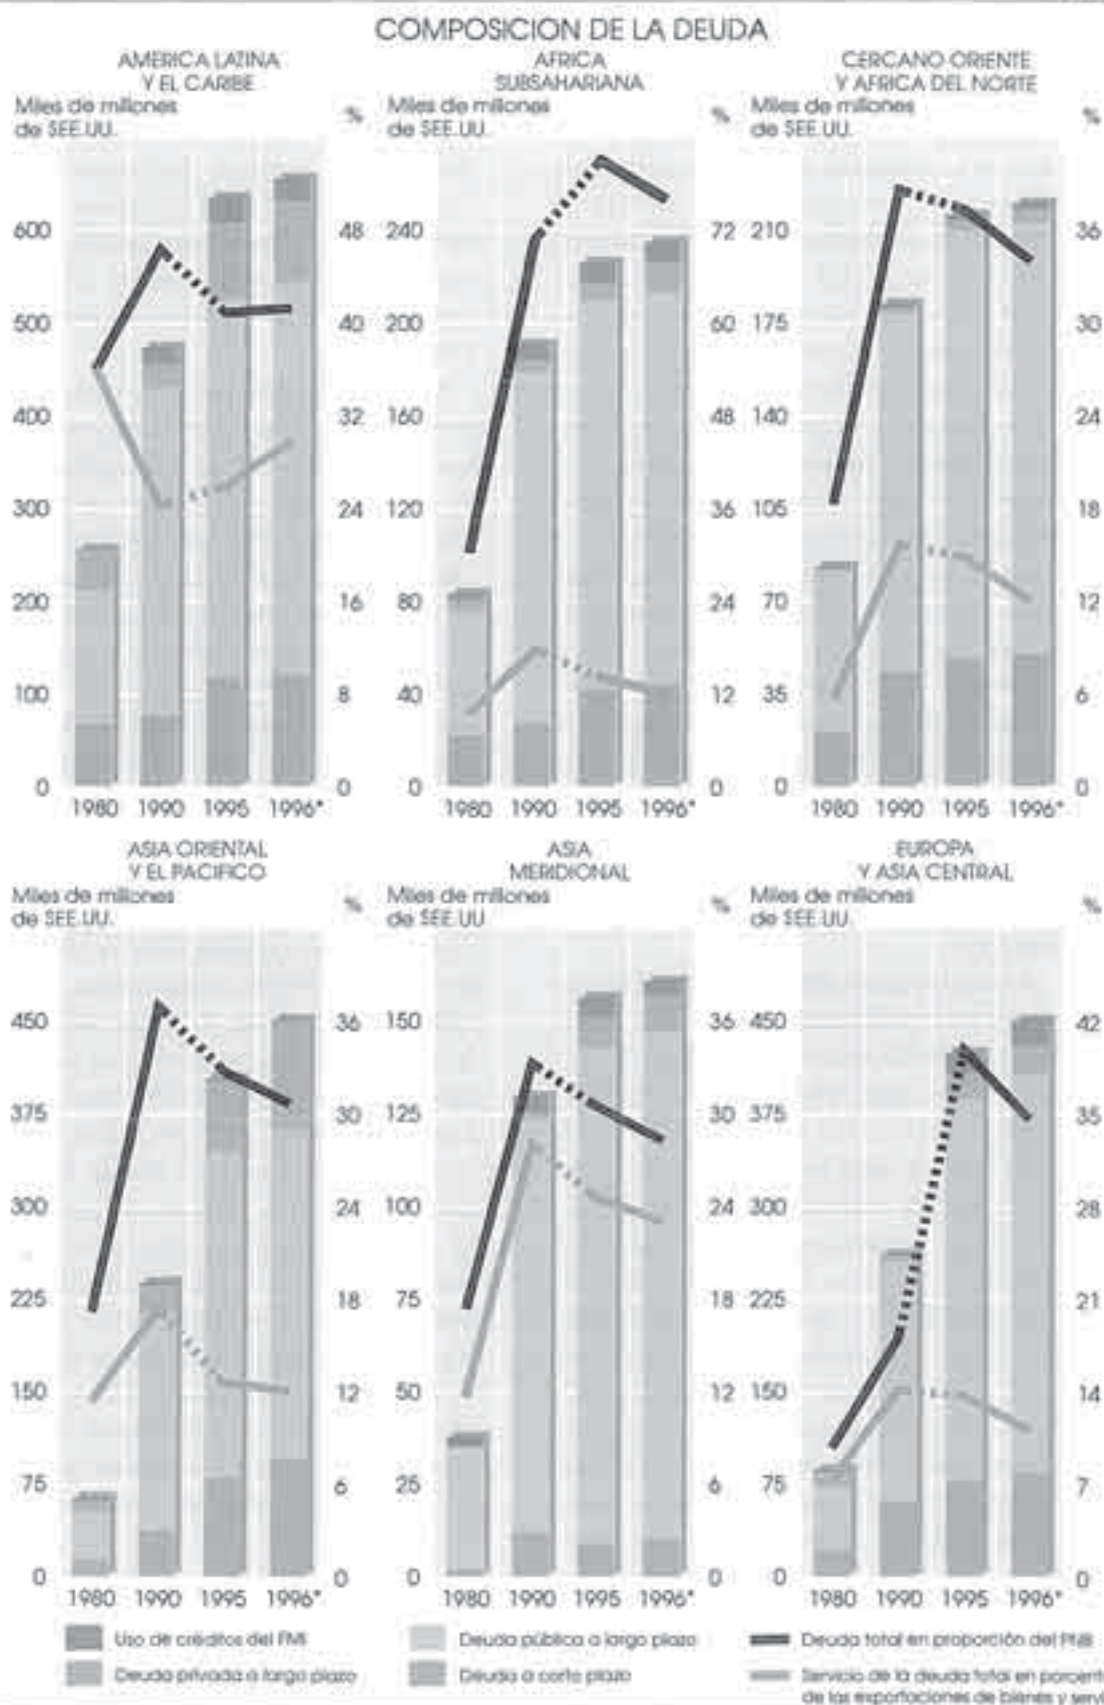 COMPOSICION DE LA DEUDA
AMERICA LATINA
Y EL CARIBE
Miles de millones
de $EE.UU.
%
600
500
400
300
200
100
0
48
40
32
24
16
8
0
1980 1990 1995 1996*
AFRICA
SUBSAHARIANA
Miles de millones
de $EE.UU.
%
240
200
160
120
80
40
0
72
60
48
36
24
12
0
1980 1990 1995 1996*
CERCANO ORIENTE
Y AFRICA DEL NORTE
Miles de millones
de $EE.UU.
%
210
175
140
105
70
35
0
36
30
24
18
12
6
0
1980 1990 1995 1996*
ASIA ORIENTAL
Y EL PACIFICO
Miles de millones
de $EE.UU.
%
450
375
300
225
150
75
0
36
30
24
18
12
6
0
1980 1990 1995 1996*
ASIA
MERIDIONAL
Miles de millones
de $EE.UU
%
150
125
100
75
50
25
0
36
30
24
18
12
6
0
1980 1990 1995 1996*
EUROPA
Y ASIA CENTRAL
Miles de millones
de $EE.UU
%
450
375
300
225
150
75
0
42
35
28
21
14
7
0
1980 1990 1995 1996*
Uso de créditos del FMI
Deuda privada a largo plazo
Deuda pública a largo plazo
Deuda a corto plazo
Deuda total en proporción del PNB
Servicio de la deuda total en porcent
de las exportaciones de bienes y servi